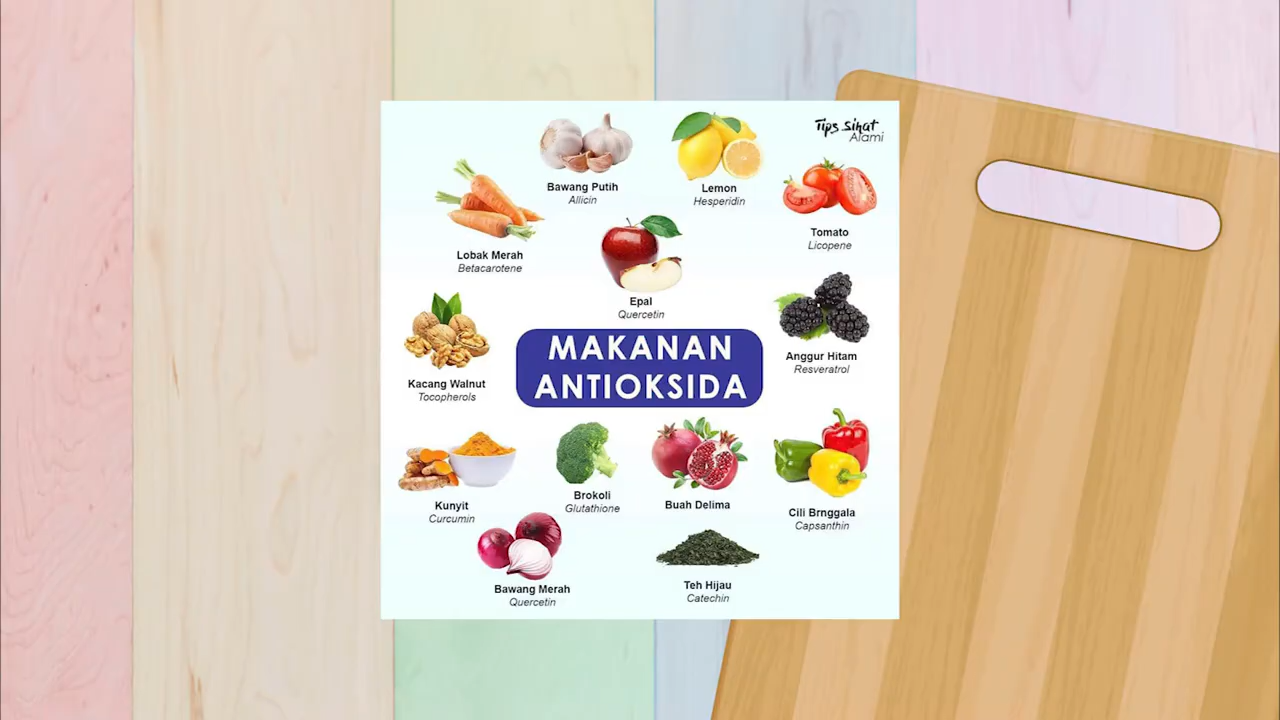 Tips Sihat
Alami
Bawang Putih
Allicin
Lemon
Hesperidin
Lobak Merah
Betacarotene
Tomato
Licopene
Epal
Quercetin
Kacang Walnut
Tocopherols
MAKANAN
ANTIOKSIDA
Anggur Hitam
Resveratrol
Kunyit
Curcumin
Brokoli
Glutathione
Buah Delima
Cili Brnggala
Capsanthin
Bawang Merah
Quercetin
Teh Hijau
Catechin